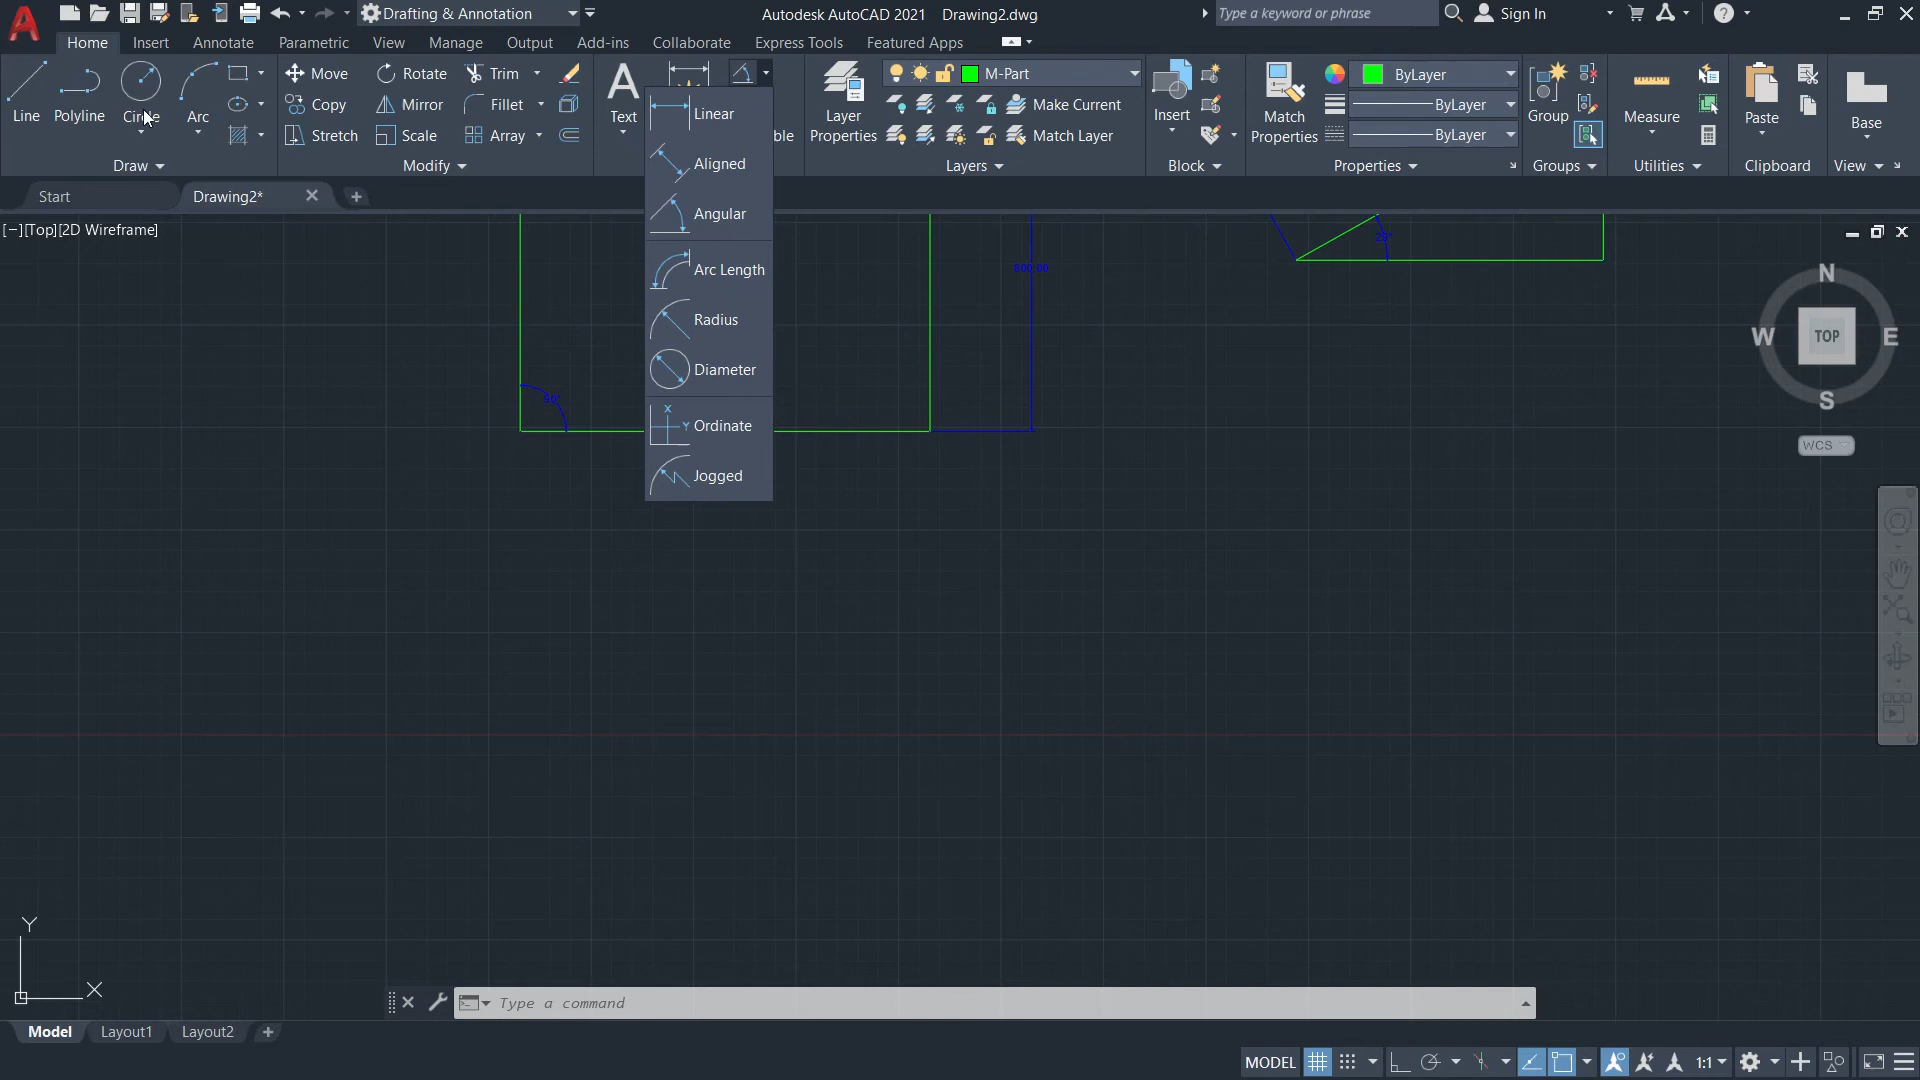 Drafting & Annotation
Autodesk AutoCAD 2021 Drawing2.dwg
Type a keyword or phrase
Sign In
Home Insert Annotate Parametric View Manage Output Add-ins Collaborate Express Tools Featured Apps
Line Polyline Circle Arc
Draw
Move Rotate Trim
Copy Mirror Fillet
Stretch Scale Array
Modify
Text
Linear
Aligned
Angular
Arc Length
Radius
Diameter
Ordinate
Jogged
Layer
Properties
M-Part
Make Current
Match Layer
Layers
Insert
Block
Match
Properties
ByLayer
ByLayer
ByLayer
Properties
Group
Groups
Measure
Utilities
Paste
Clipboard
Base
View
Start Drawing2*
[−][Top][2D Wireframe]
800.00
90°
N
W TOP E
S
WCS
Y
X
Type a command
Model Layout1 Layout2
MODEL 1:1